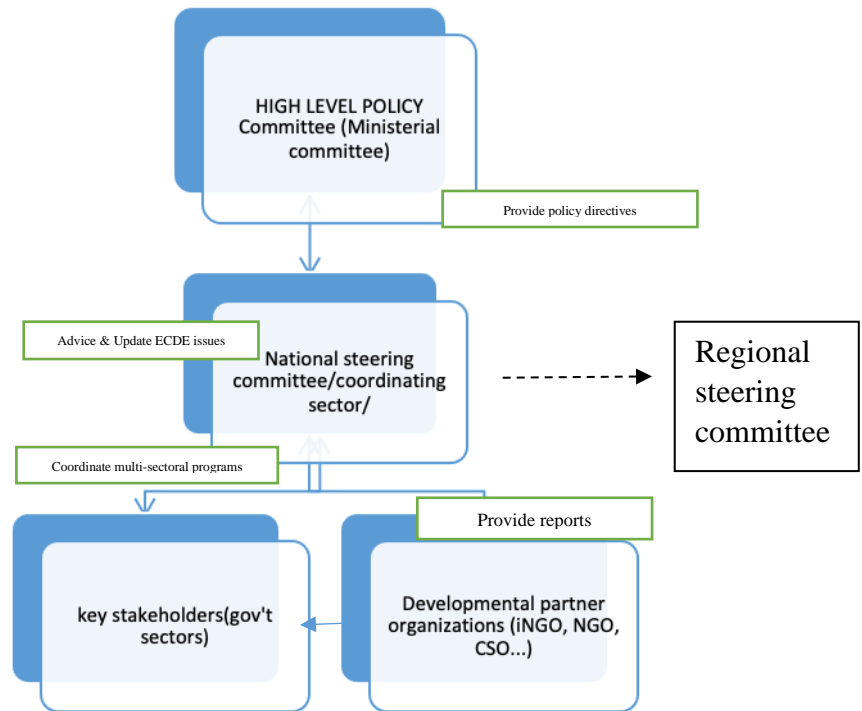 HIGH LEVEL POLICY
Committee (Ministerial
committee)
Provide policy directives
Advice & Update ECDE issues
National steering
committee/coordinating
sector/
Regional
steering
committee
Coordinate multi-sectoral programs
Provide reports
key stakeholders(gov't
sectors)
Developmental partner
organizations (iNGO, NGO,
CSO...)